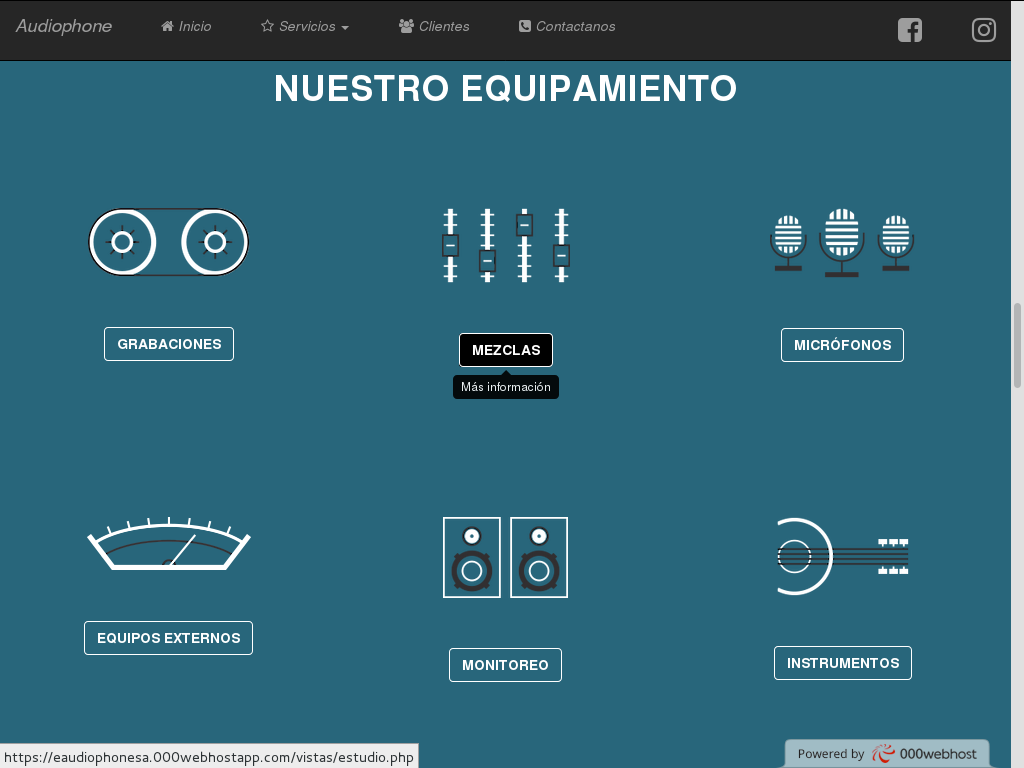 Audiophone Inicio Servicios Clientes Contactanos
NUESTRO EQUIPAMIENTO
GRABACIONES
MEZCLAS
MICRÓFONOS
Más información
EQUIPOS EXTERNOS
MONITOREO
INSTRUMENTOS
https://eaudiophonesa.000webhostapp.com/vistas/estudio.php
Powered by 000webhost